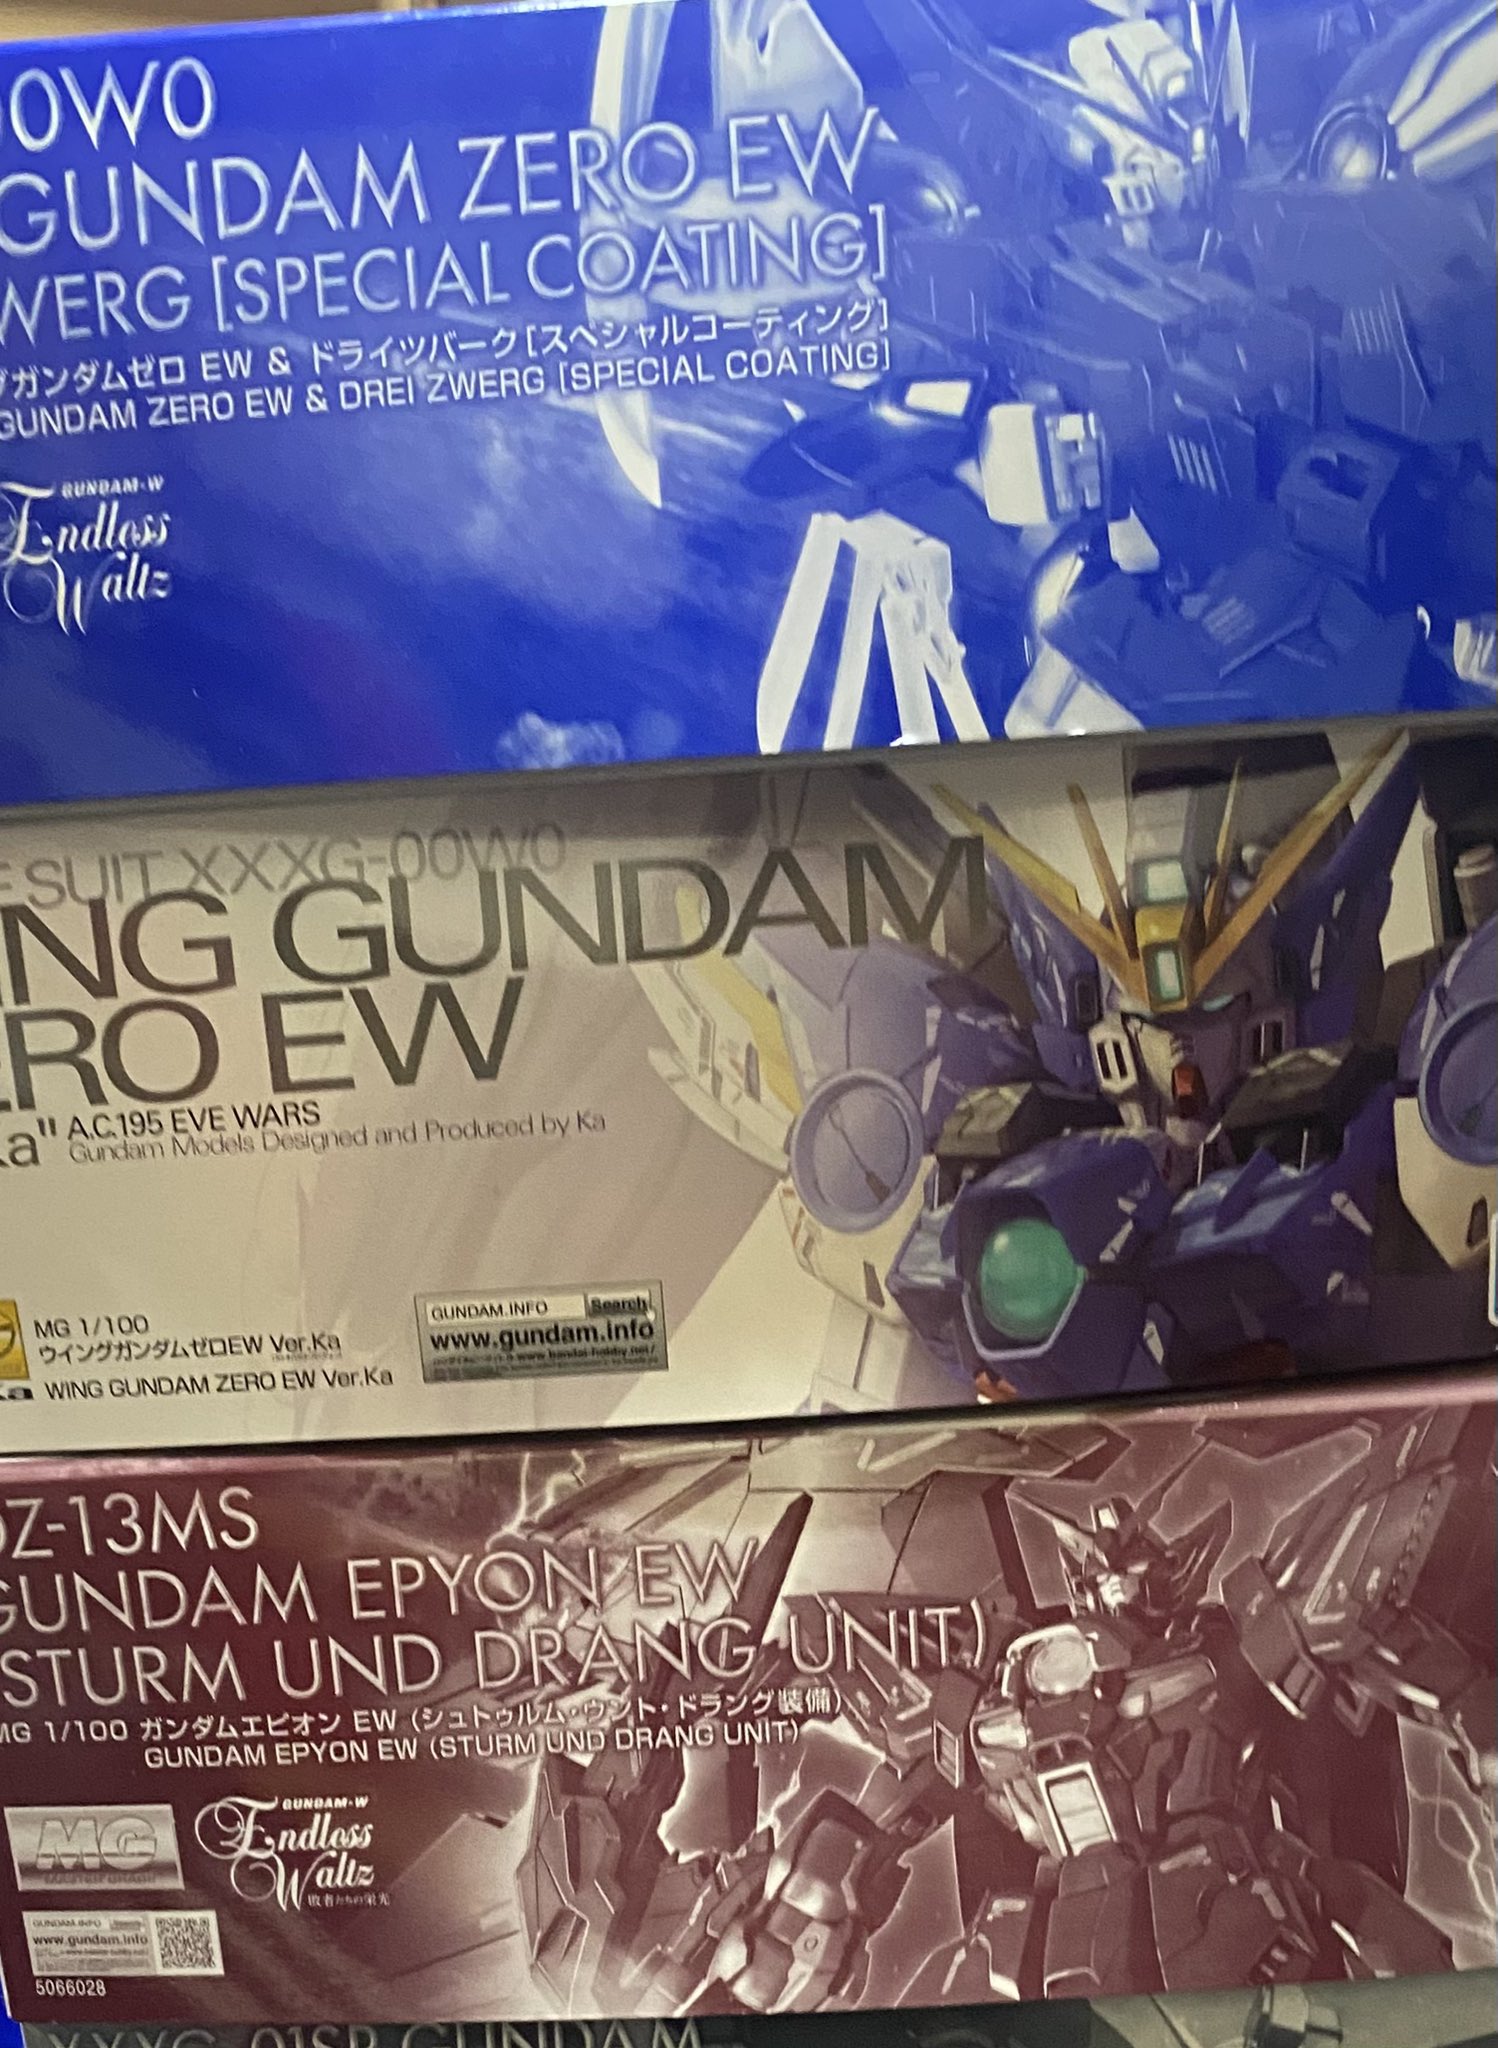 00W0
GUNDAM ZERO EW
WERG [SPECIAL COATING]
グガンダムゼロ EW & ドライツバーク[スペシャルコーティング]
GUNDAM ZERO EW & DREI ZWERG [SPECIAL COATING]
GUNDAM-W
Endless
Waltz
E SUIT XXXG-00W0
ING GUNDAM
ERO EW
Ka" A.C.195 EVE WARS
Gundam Models Designed and Produced by Ka
MG 1/100
ウイングガンダムゼロEW Ver.Ka
WING GUNDAM ZERO EW Ver.Ka
GUNDAM.INFO Search
www.gundam.info
OZ-13MS
GUNDAM EPYON EW
(STURM UND DRANG UNIT)
MG 1/100 ガンダムエピオン EW (シュトゥルム・ウント・ドラング装備)
GUNDAM EPYON EW (STURM UND DRANG UNIT)
MG
GUNDAM-W
Endless
Waltz
敗者たちの栄光
GUNDAM.INFO
www.gundam.info
5066028
XXXG-01SR GUNDAM